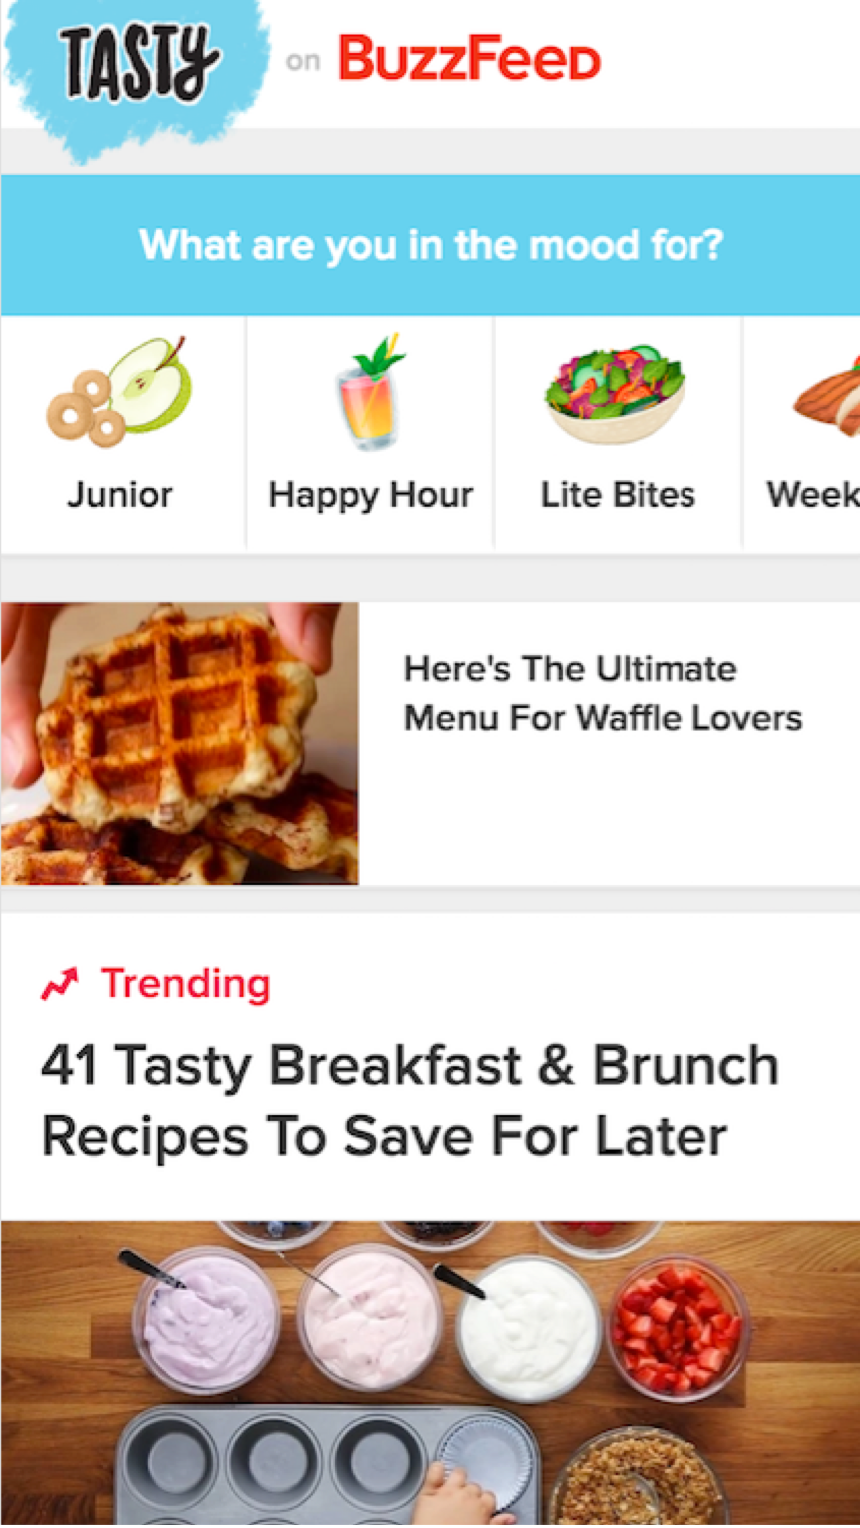 TASTY on BuzzFeeD
What are you in the mood for?
Junior
Happy Hour
Lite Bites
Week
Here's The Ultimate
Menu For Waffle Lovers
Trending
41 Tasty Breakfast & Brunch
Recipes To Save For Later